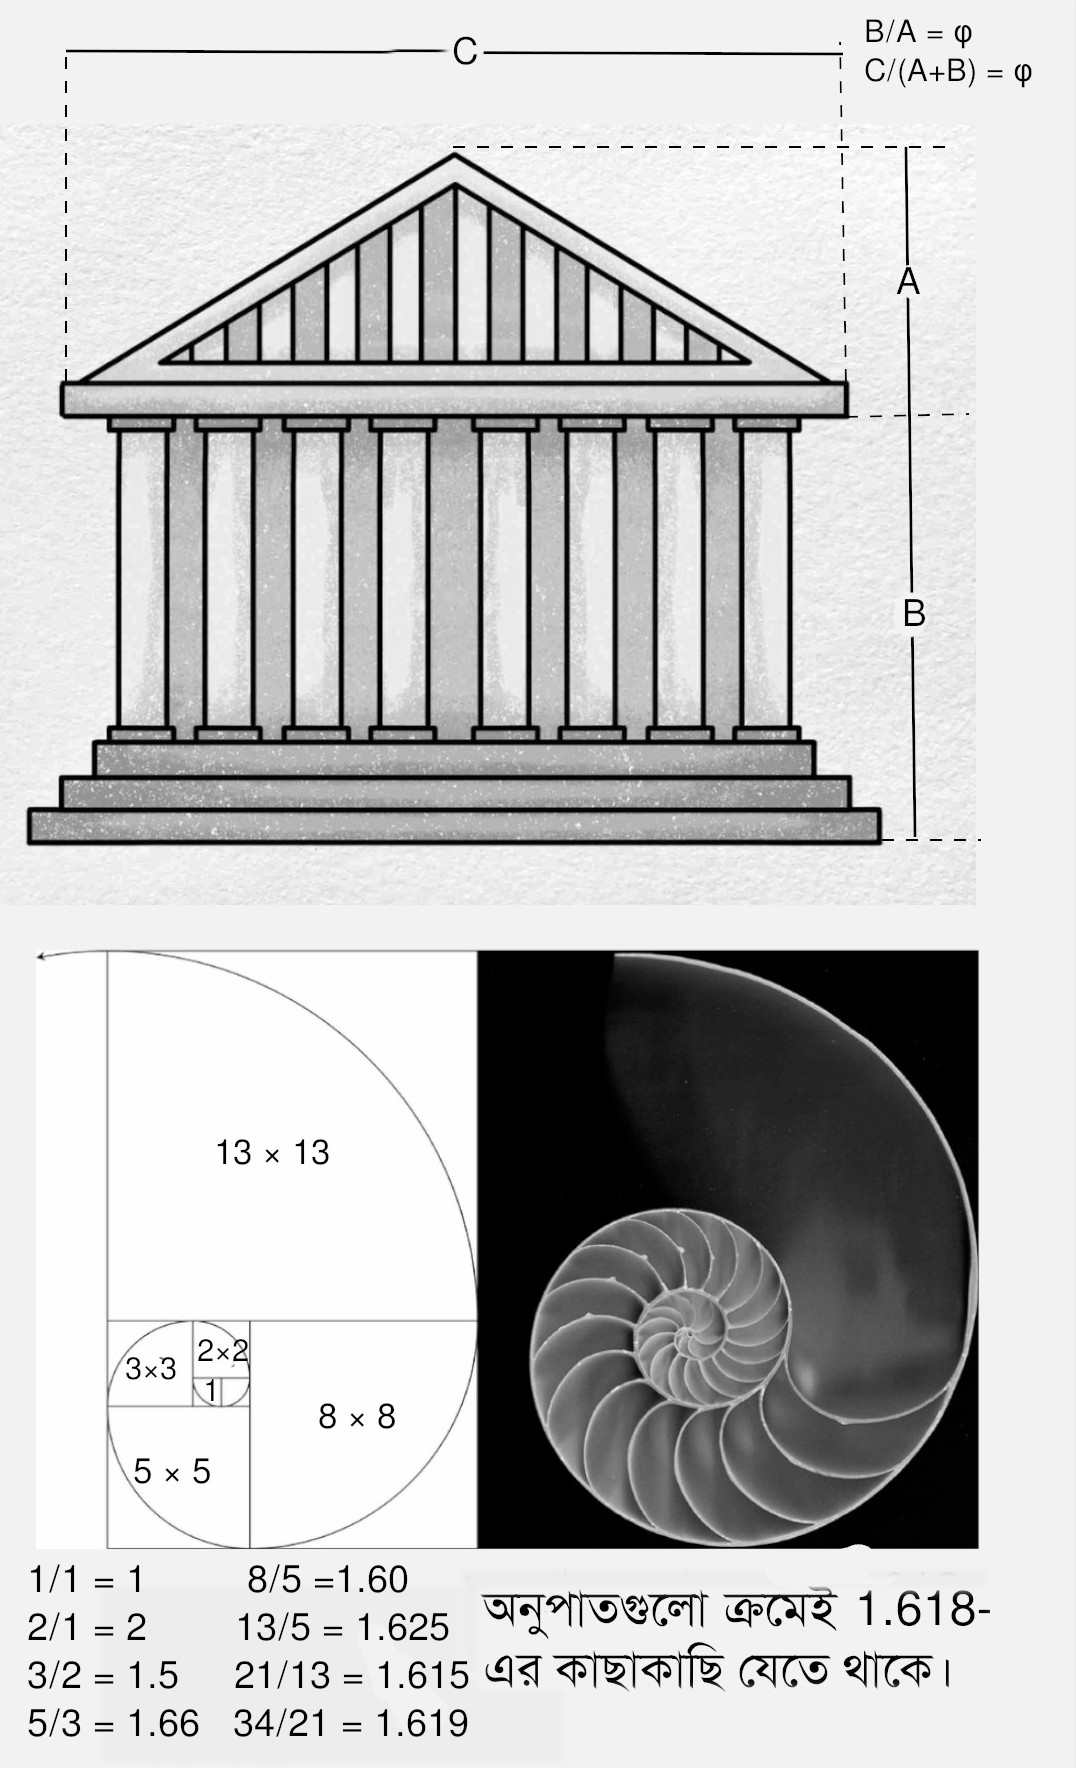 C
B/A = φ
C/(A+B) = φ
A
B
13 × 13
2×2
3×3
1
8 × 8
5 × 5
1/1 = 1
2/1 = 2
3/2 = 1.5
5/3 = 1.66
8/5 =1.60
13/5 = 1.625
21/13 = 1.615
34/21 = 1.619
অনুপাতগুলো ক্রমেই 1.618-
এর কাছাকাছি যেতে থাকে।